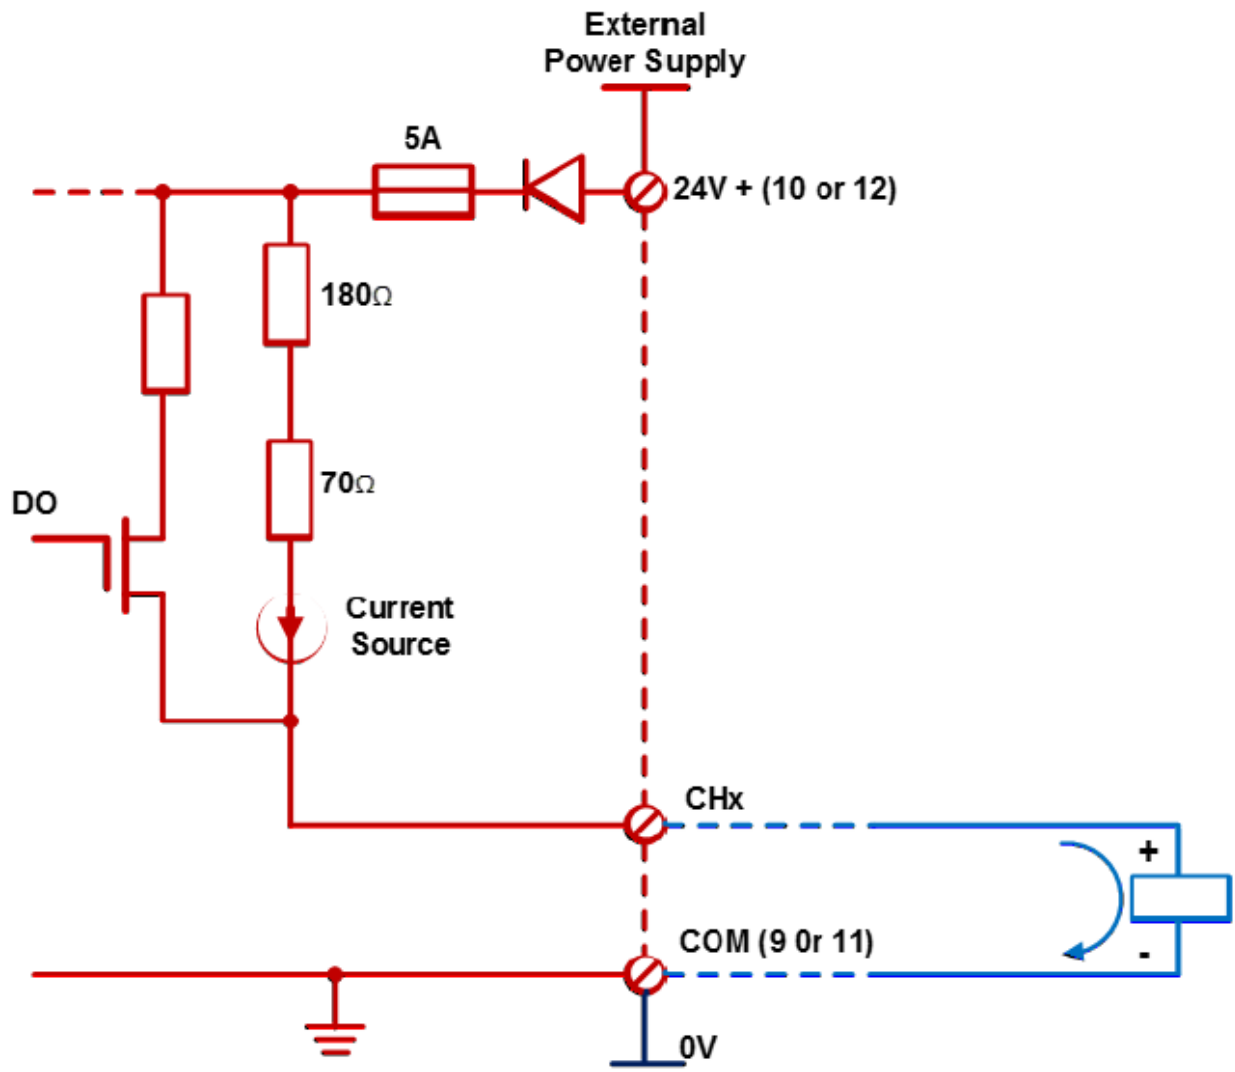 External
Power Supply
5A
24V + (10 or 12)
180Ω
70Ω
DO
Current
Source
CHx
+
COM (9 0r 11)
-
0V